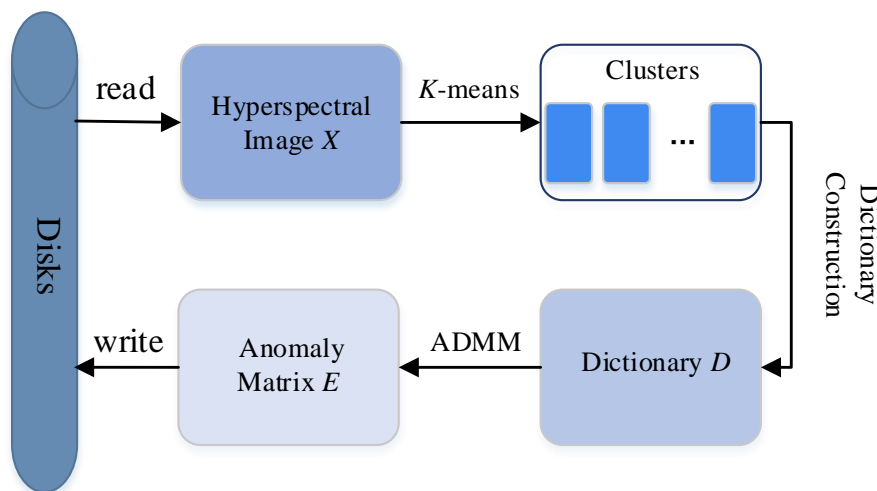 read
Hyperspectral
Image X
K-means
Clusters
...
Dictionary
Construction
Disks
write
Anomaly
Matrix E
ADMM
Dictionary D